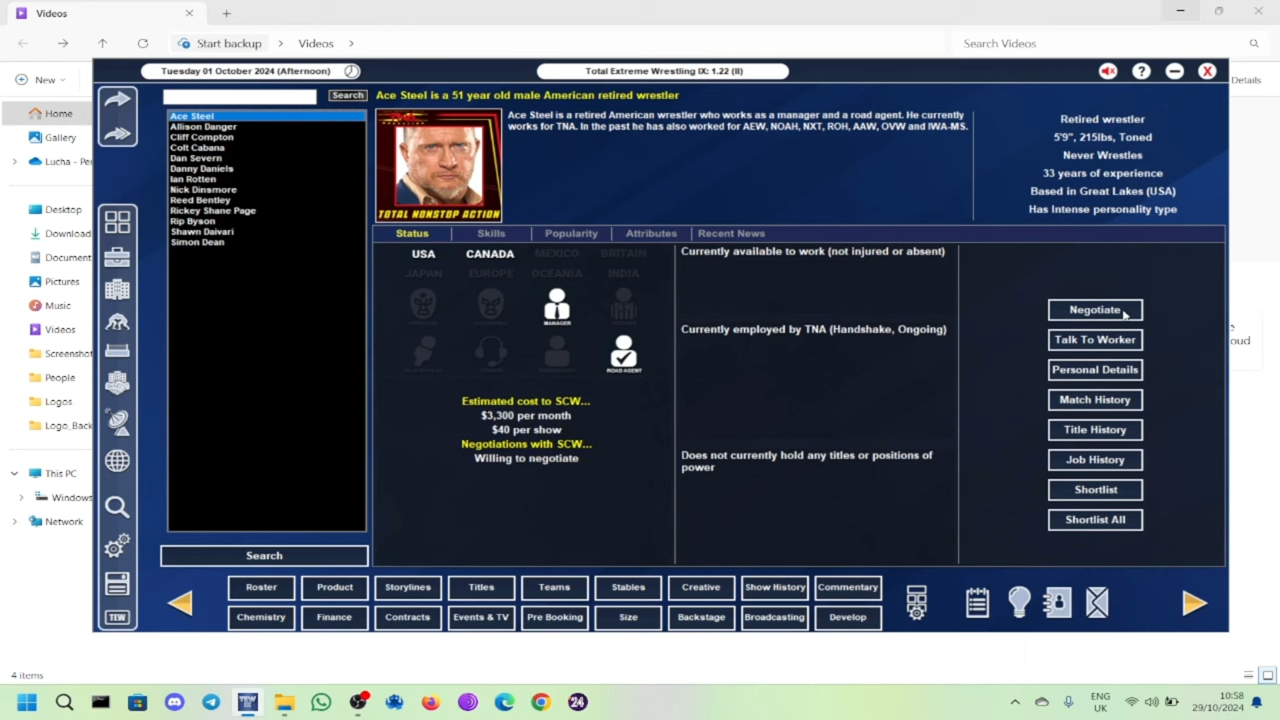 Videos
Start backup
Videos
Search Videos
New
Details
Home
Gallery
Lucha - Per
Desktop
Download
Document
Pictures
Music
Videos
Screenshot
People
Logos
Logo_Back
This PC
Windows
Network
4 items
Tuesday 01 October 2024 (Afternoon)
Total Extreme Wrestling IX: 1.22 (II)
Search
Ace Steel is a 51 year old male American retired wrestler
Ace Steel
Allison Danger
Cliff Compton
Colt Cabana
Dan Severn
Danny Daniels
Ian Rotten
Nick Dinsmore
Reed Bentley
Rickey Shane Page
Rip Byson
Shawn Daivari
Simon Dean
Search
TOTAL NONSTOP ACTION
Ace Steel is a retired American wrestler who works as a manager and a road agent. He currently
works for TNA. In the past he has also worked for AEW, NOAH, NXT, ROH, AAW, OVW and IWA-MS.
Retired wrestler
5'9", 215lbs, Toned
Never Wrestles
33 years of experience
Based in Great Lakes (USA)
Has Intense personality type
Status
Skills
Popularity
Attributes
Recent News
USA
CANADA
MEXICO
BRITAIN
JAPAN
EUROPE
OCEANIA
INDIA
MANAGER
ROAD AGENT
Estimated cost to SCW...
$3,300 per month
$40 per show
Negotiations with SCW...
Willing to negotiate
Currently available to work (not injured or absent)
Currently employed by TNA (Handshake, Ongoing)
Does not currently hold any titles or positions of
power
Negotiate
Talk To Worker
Personal Details
Match History
Title History
Job History
Shortlist
Shortlist All
oud
TEW
Roster
Product
Storylines
Titles
Teams
Stables
Creative
Show History
Commentary
Chemistry
Finance
Contracts
Events & TV
Pre Booking
Size
Backstage
Broadcasting
Develop
24
ENG
UK
10:58
29/10/2024